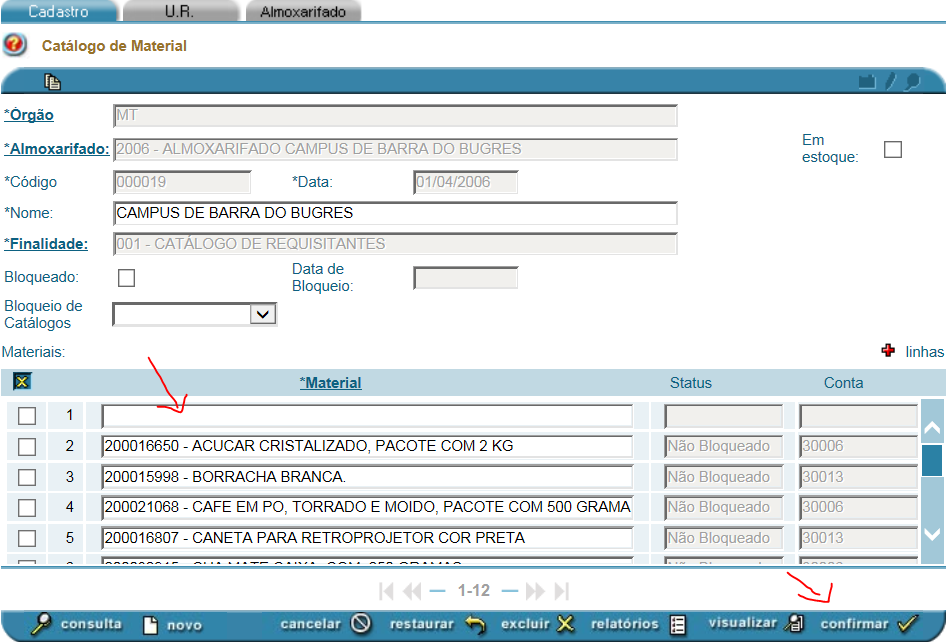 Cadastro U.R. Almoxarifado
Catálogo de Material
*Órgão MT
*Almoxarifado: 2006 - ALMOXARIFADO CAMPUS DE BARRA DO BUGRES
Em
estoque:
*Código 000019 *Data: 01/04/2006
*Nome: CAMPUS DE BARRA DO BUGRES
*Finalidade: 001 - CATÁLOGO DE REQUISITANTES
Bloqueado:
Data de
Bloqueio:
Bloqueio de
Catálogos
Materiais: linhas
*Material Status Conta
1
2 200016650 - ACUCAR CRISTALIZADO, PACOTE COM 2 KG Não Bloqueado 30006
3 200015998 - BORRACHA BRANCA. Não Bloqueado 30013
4 200021068 - CAFE EM PO, TORRADO E MOIDO, PACOTE COM 500 GRAMA Não Bloqueado 30006
5 200016807 - CANETA PARA RETROPROJETOR COR PRETA Não Bloqueado 30013
1-12
consulta novo cancelar restaurar excluir relatórios visualizar confirmar